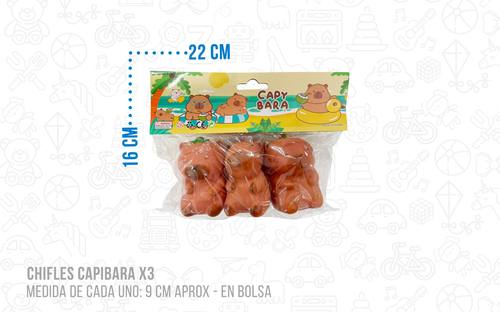 22 CM
16 CM
CAPY
BARA
CHIFLES CAPIBARA X3
MEDIDA DE CADA UNO: 9 CM APROX - EN BOLSA